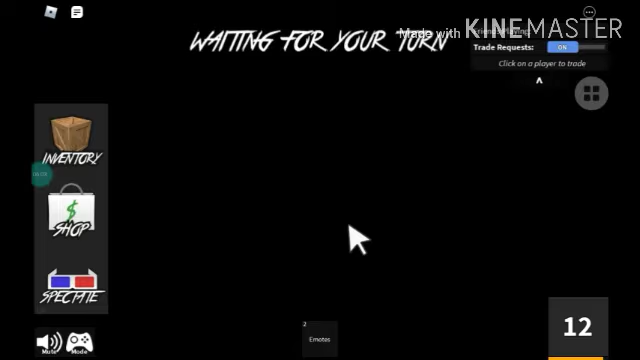 WAITING FOR YOUR TURN
Made with KINEMASTER
Trade Requests: ON
Click on a player to trade
INVENTORY
SHOP
SPECTATE
Mute
Mode
2
Emotes
12